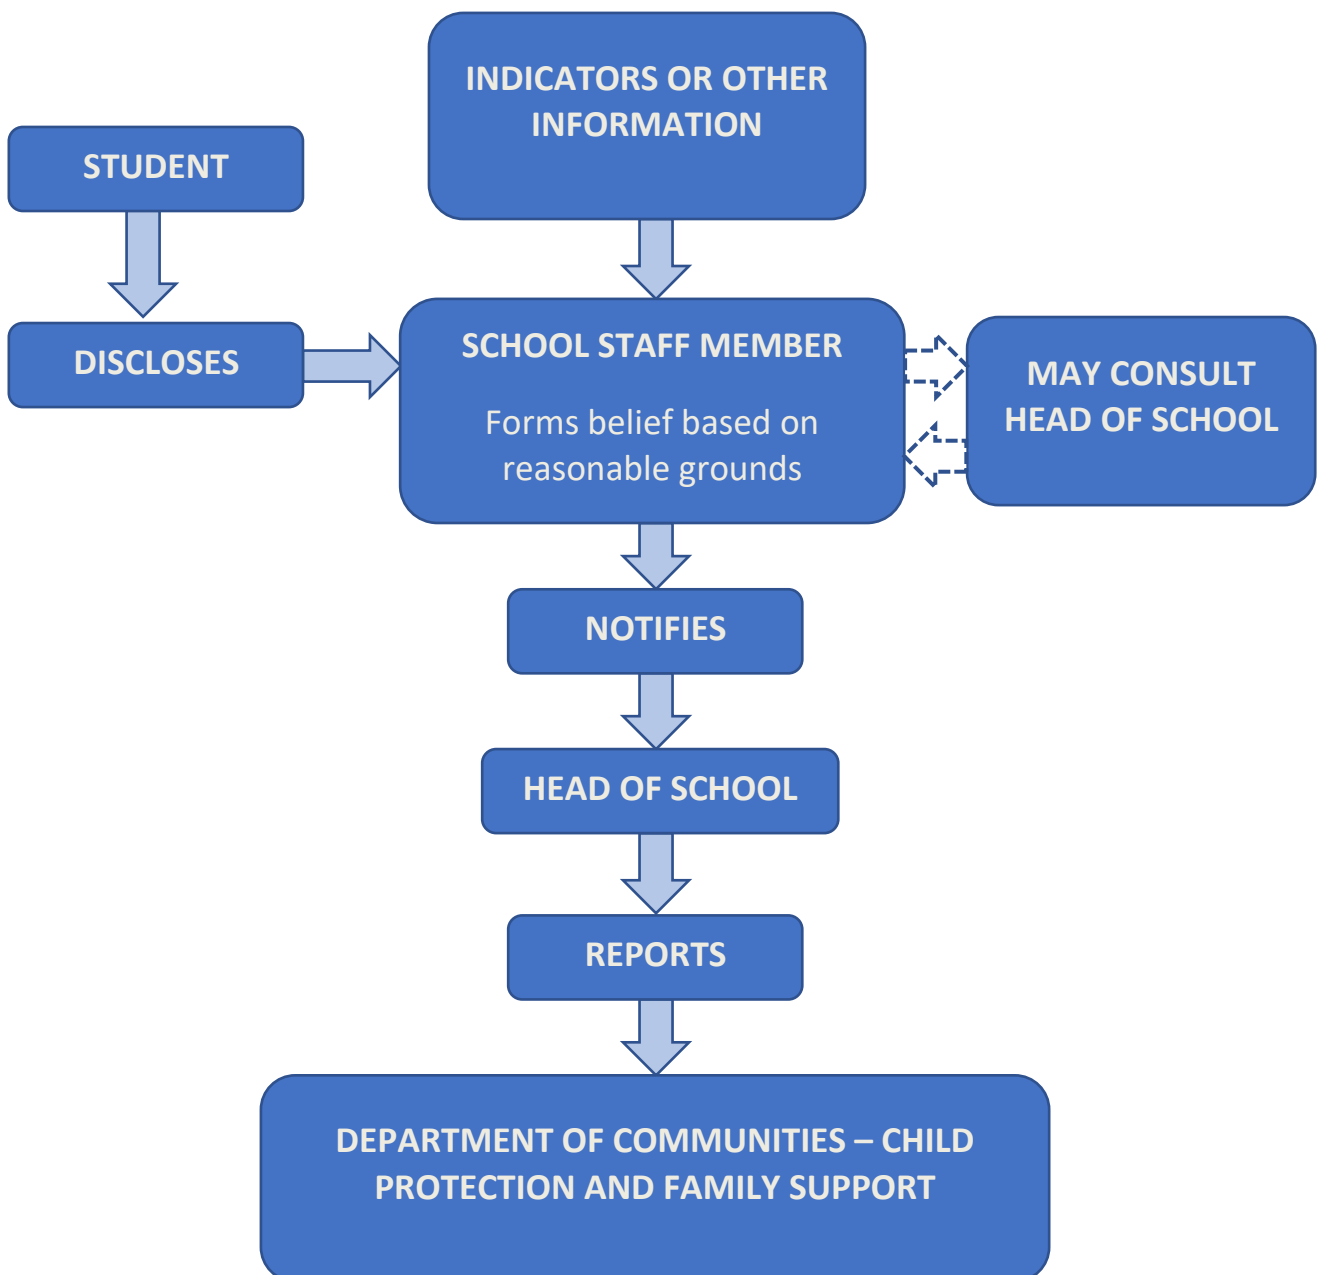 INDICATORS OR OTHER
INFORMATION
STUDENT
DISCLOSES
SCHOOL STAFF MEMBER
Forms belief based on
reasonable grounds
MAY CONSULT
HEAD OF SCHOOL
NOTIFIES
HEAD OF SCHOOL
REPORTS
DEPARTMENT OF COMMUNITIES – CHILD
PROTECTION AND FAMILY SUPPORT